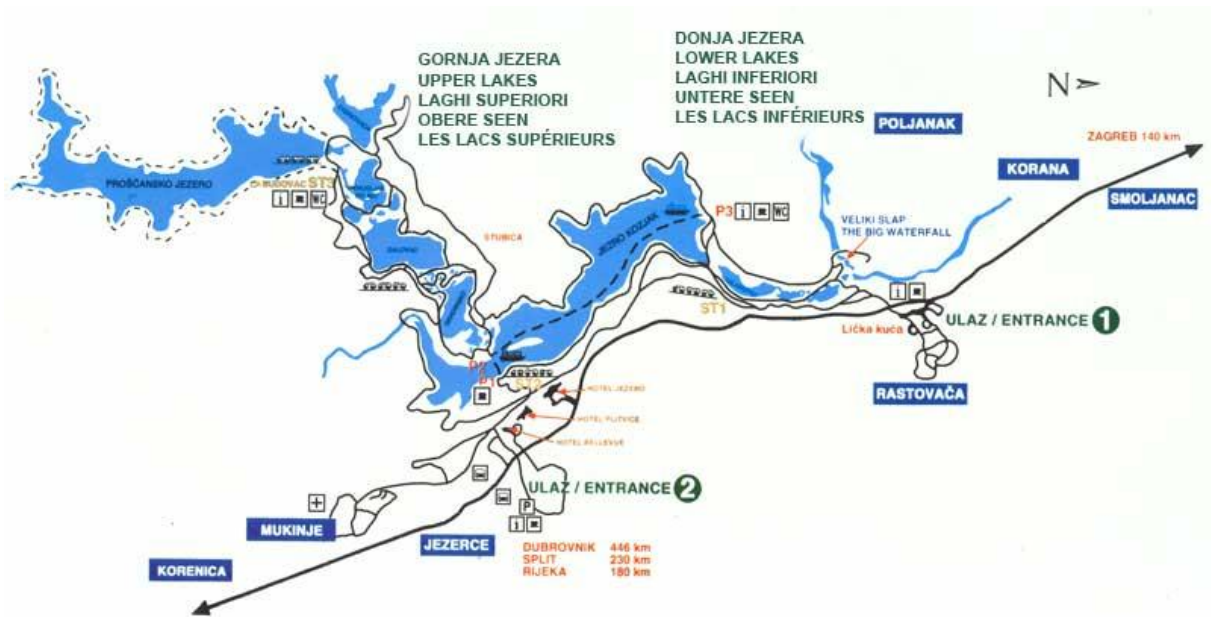 GORNJA JEZERA
UPPER LAKES
LAGHI SUPERIORI
OBERE SEEN
LES LACS SUPÉRIEURS
DONJA JEZERA
LOWER LAKES
LAGHI INFERIORI
UNTERE SEEN
LES LACS INFÉRIEURS
N
POLJANAK
ZAGREB 140 km
KORANA
SMOLJANAC
PROŠČANSKO JEZERO
ST3
i WC
STUBICA
JEZERO KOZJAK
P3 i WC
VELIKI SLAP
THE BIG WATERFALL
i
ST1
Lička kuća
ULAZ / ENTRANCE 1
RASTOVAČA
P2
P1
ST2
HOTEL JEZERO
HOTEL PLITVICE
HOTEL BELLEVUE
ULAZ / ENTRANCE 2
P
i
MUKINJE
JEZERCE
KORENICA
DUBROVNIK 446 km
SPLIT 230 km
RIJEKA 180 km